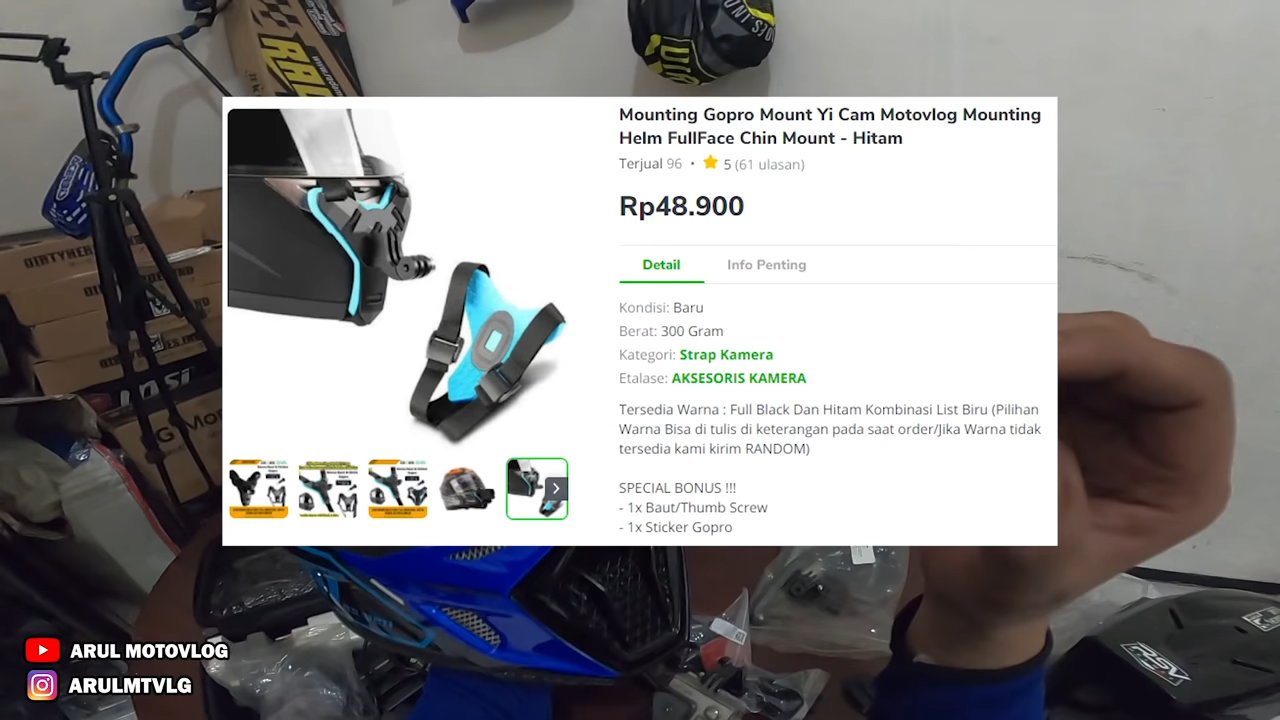 Mounting Gopro Mount Yi Cam Motovlog Mounting
Helm FullFace Chin Mount - Hitam
Terjual 96 • 5 (61 ulasan)
Rp48.900
Detail Info Penting
Kondisi: Baru
Berat: 300 Gram
Kategori: Strap Kamera
Etalase: AKSESORIS KAMERA
Tersedia Warna : Full Black Dan Hitam Kombinasi List Biru (Pilihan
Warna Bisa di tulis di keterangan pada saat order/Jika Warna tidak
tersedia kami kirim RANDOM)
SPECIAL BONUS !!!
- 1x Baut/Thumb Screw
- 1x Sticker Gopro
RSV
ARUL MOTOVLOG
ARULMTVLG